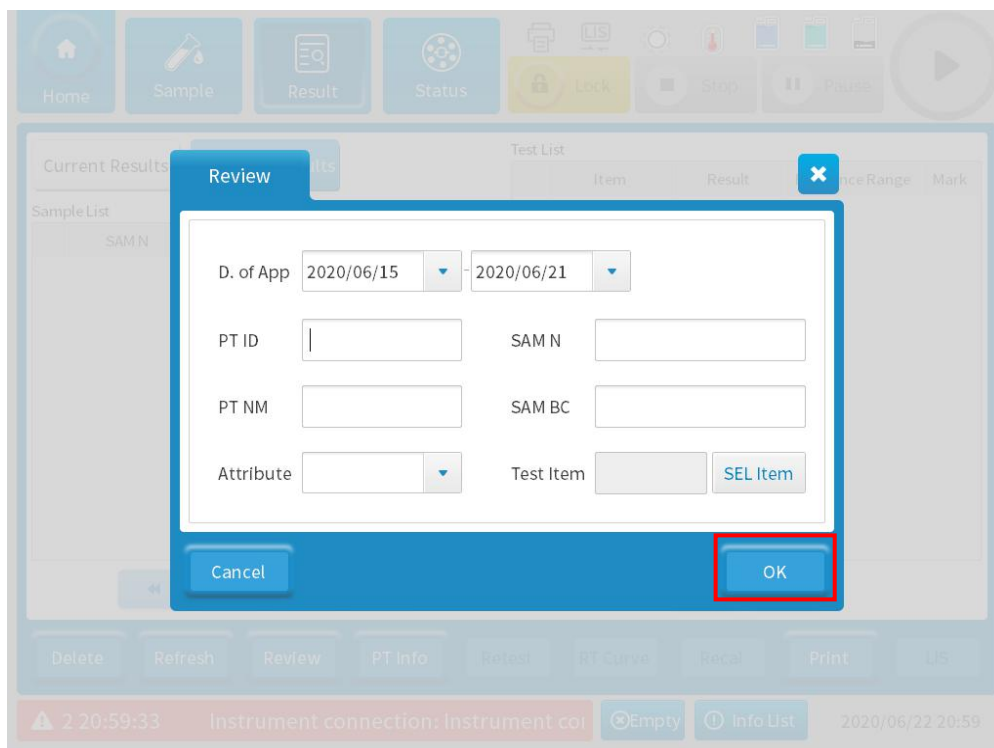 LIS
Home Sample Result Status Lock Stop Pause
Current Results
Test List
Item Result Range Mark
Sample List
SAM N
Review
D. of App 2020/06/15 - 2020/06/21
PT ID SAM N
PT NM SAM BC
Attribute Test Item SEL Item
Cancel OK
Delete Refresh Review PT Info Retest RT Curve Recal Print LIS
2 20:59:33 Instrument connection: Instrument Empty Info List 2020/06/22 20:59